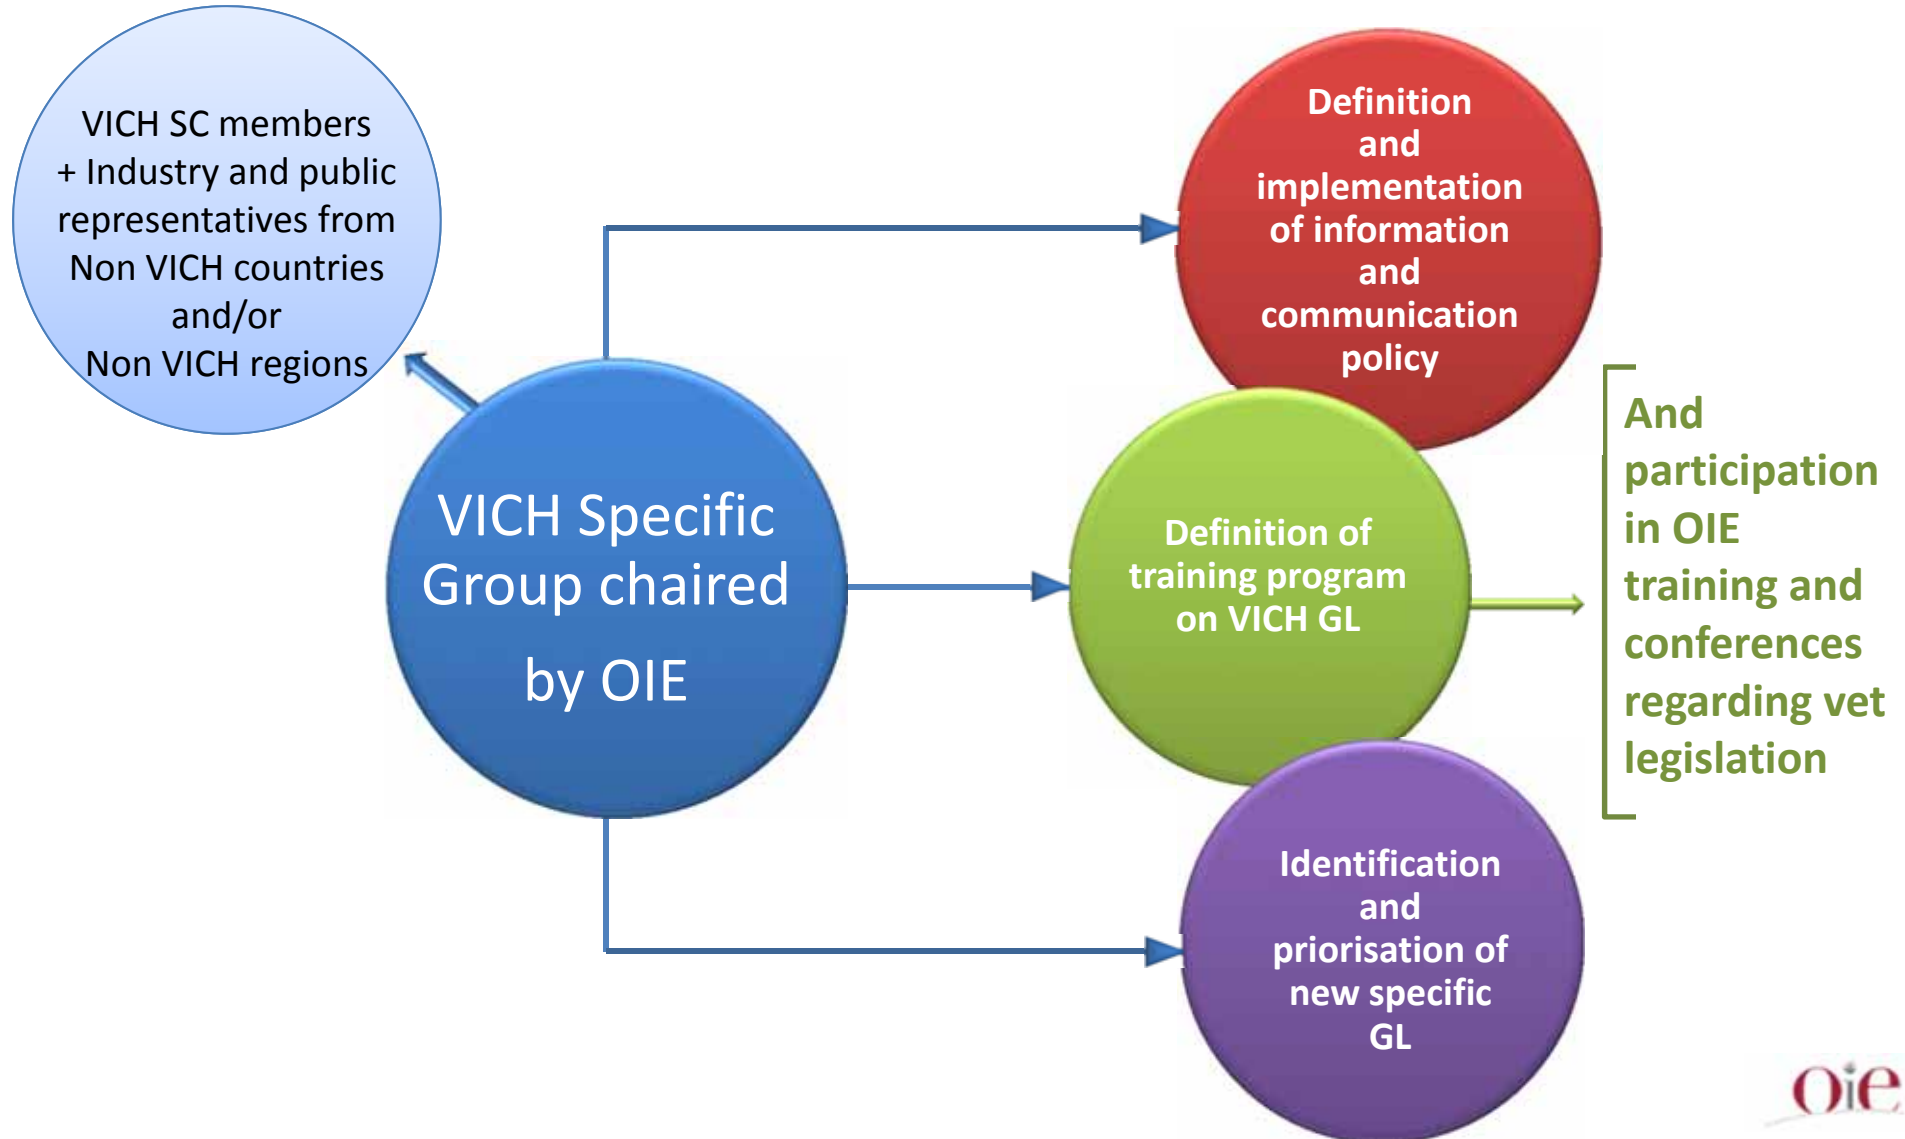 VICH SC members
+ Industry and public
representatives from
Non VICH countries
and/or
Non VICH regions
VICH Specific
Group chaired
by OIE
Definition
and
implementation
of information
and
communication
policy
Definition of
training program
on VICH GL
Identification
and
priorisation of
new specific
GL
And
participation
in OIE
training and
conferences
regarding vet
legislation
Oie